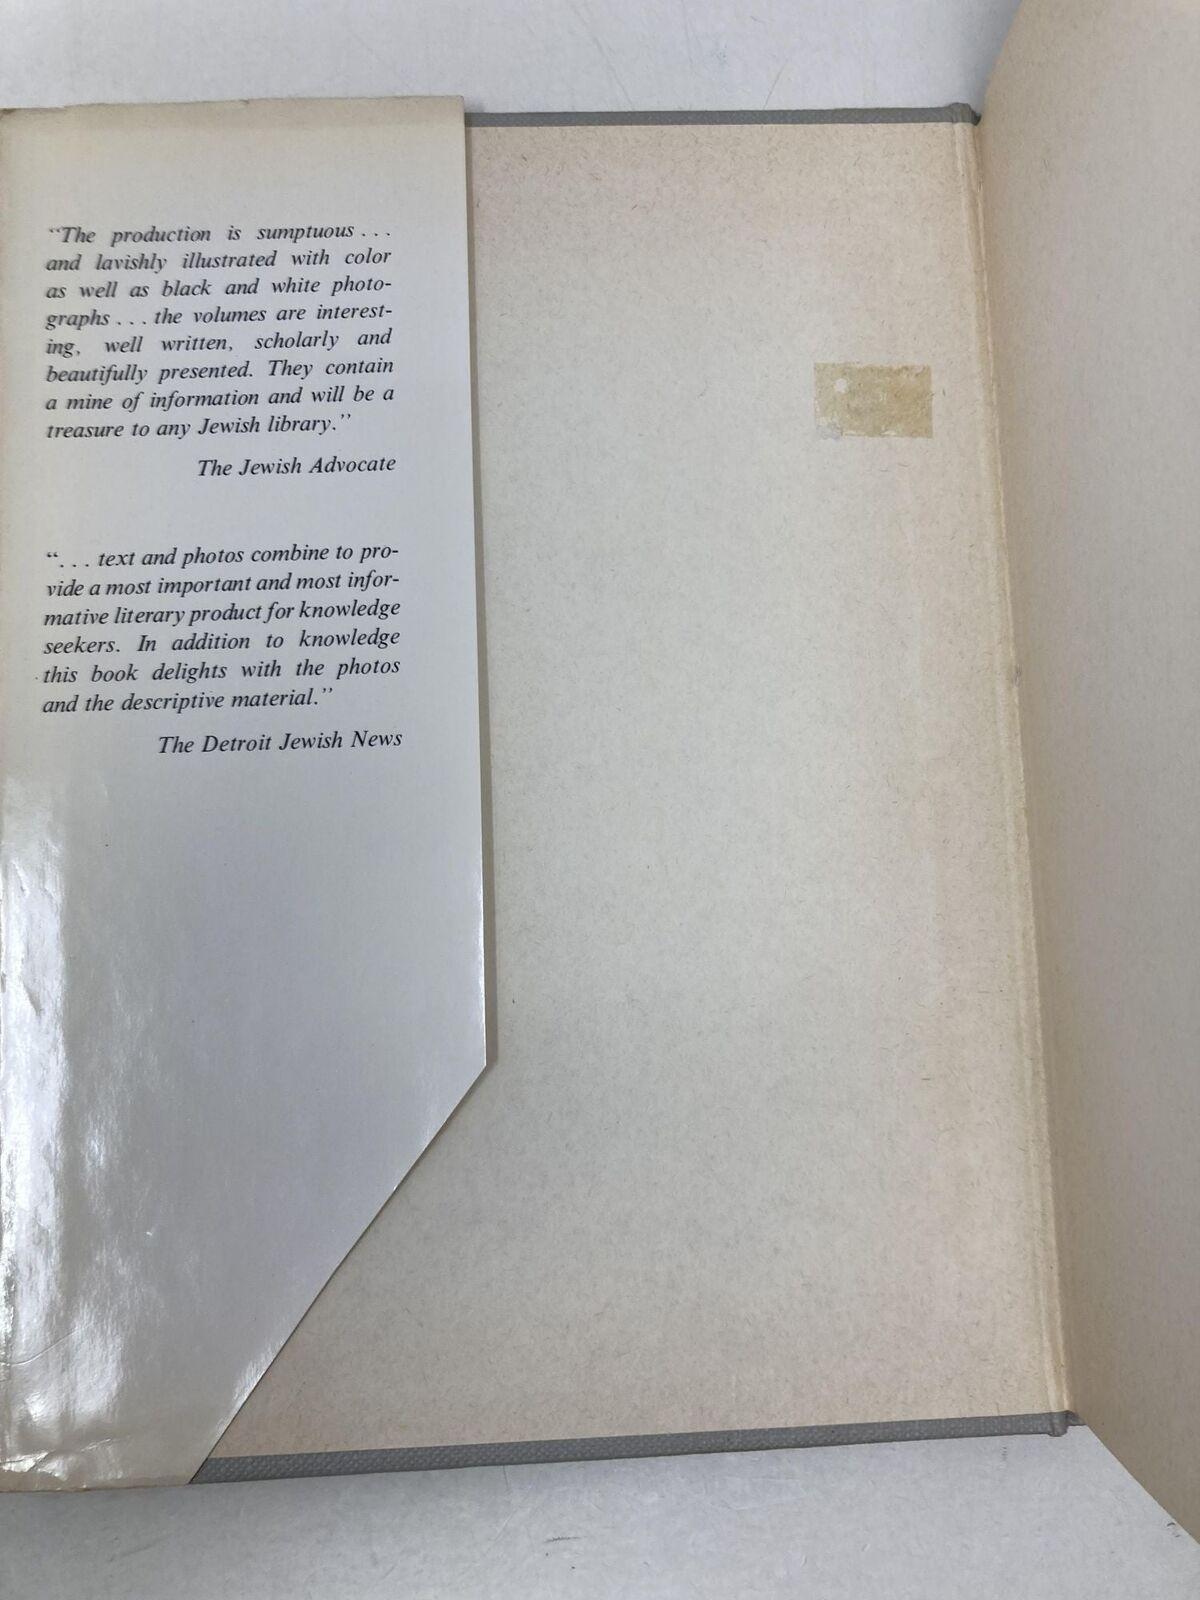 “The production is sumptuous . . .
and lavishly illustrated with color
as well as black and white photo-
graphs . . . the volumes are interest-
ing, well written, scholarly and
beautifully presented. They contain
a mine of information and will be a
treasure to any Jewish library.”
The Jewish Advocate
“. . . text and photos combine to pro-
vide a most important and most infor-
mative literary product for knowledge
seekers. In addition to knowledge
this book delights with the photos
and the descriptive material.”
The Detroit Jewish News